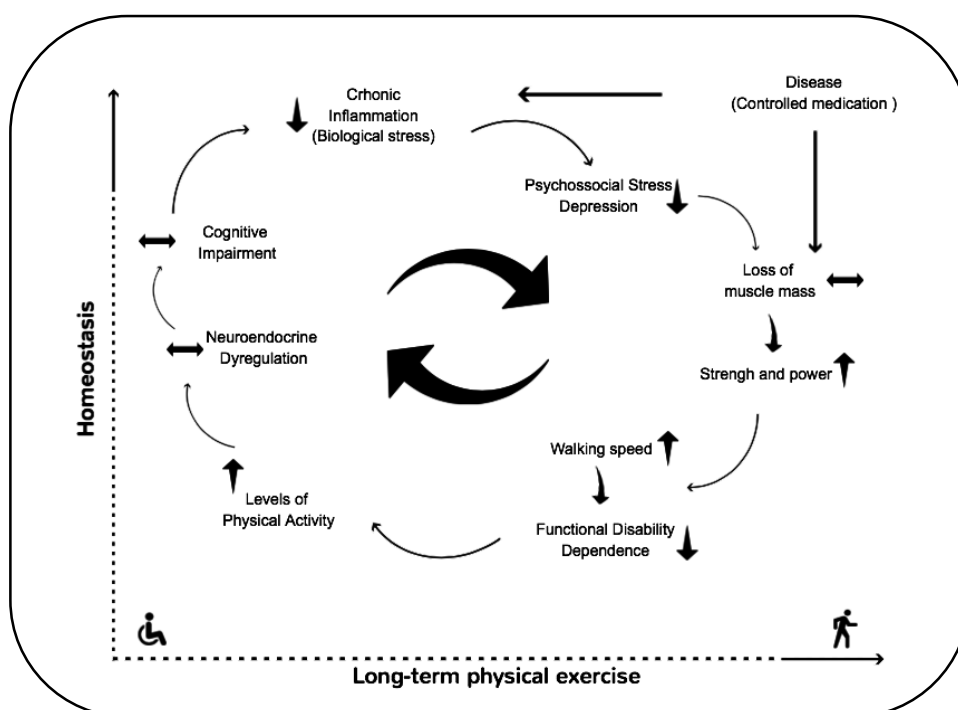 Disease
(Controlled medication )
Crhonic
Inflammation
(Biological stress)
Psychossocial Stress
Depression
Cognitive
Impairment
Loss of
muscle mass
Neuroendocrine
Dyregulation
Strengh and power
Walking speed
Levels of
Physical Activity
Functional Disability
Dependence
Homeostasis
Long-term physical exercise